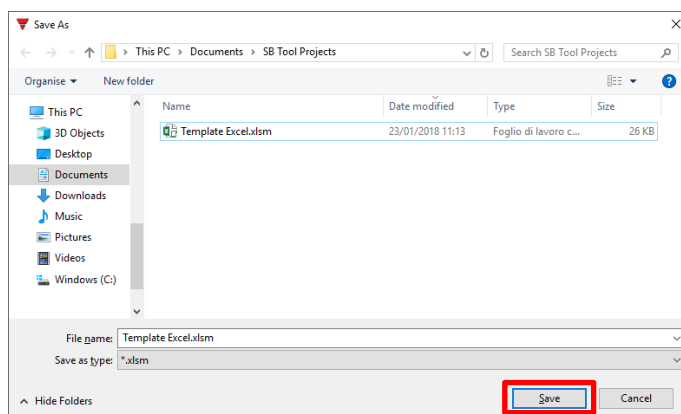 Save As
This PC > Documents > SB Tool Projects
Search SB Tool Projects
Organise
New folder
Name
Date modified
Type
Size
This PC
3D Objects
Desktop
Documents
Downloads
Music
Pictures
Videos
Windows (C:)
Template Excel.xlsm
23/01/2018 11:13
Foglio di lavoro c...
26 KB
File name: Template Excel.xlsm
Save as type: *.xlsm
Hide Folders
Save
Cancel